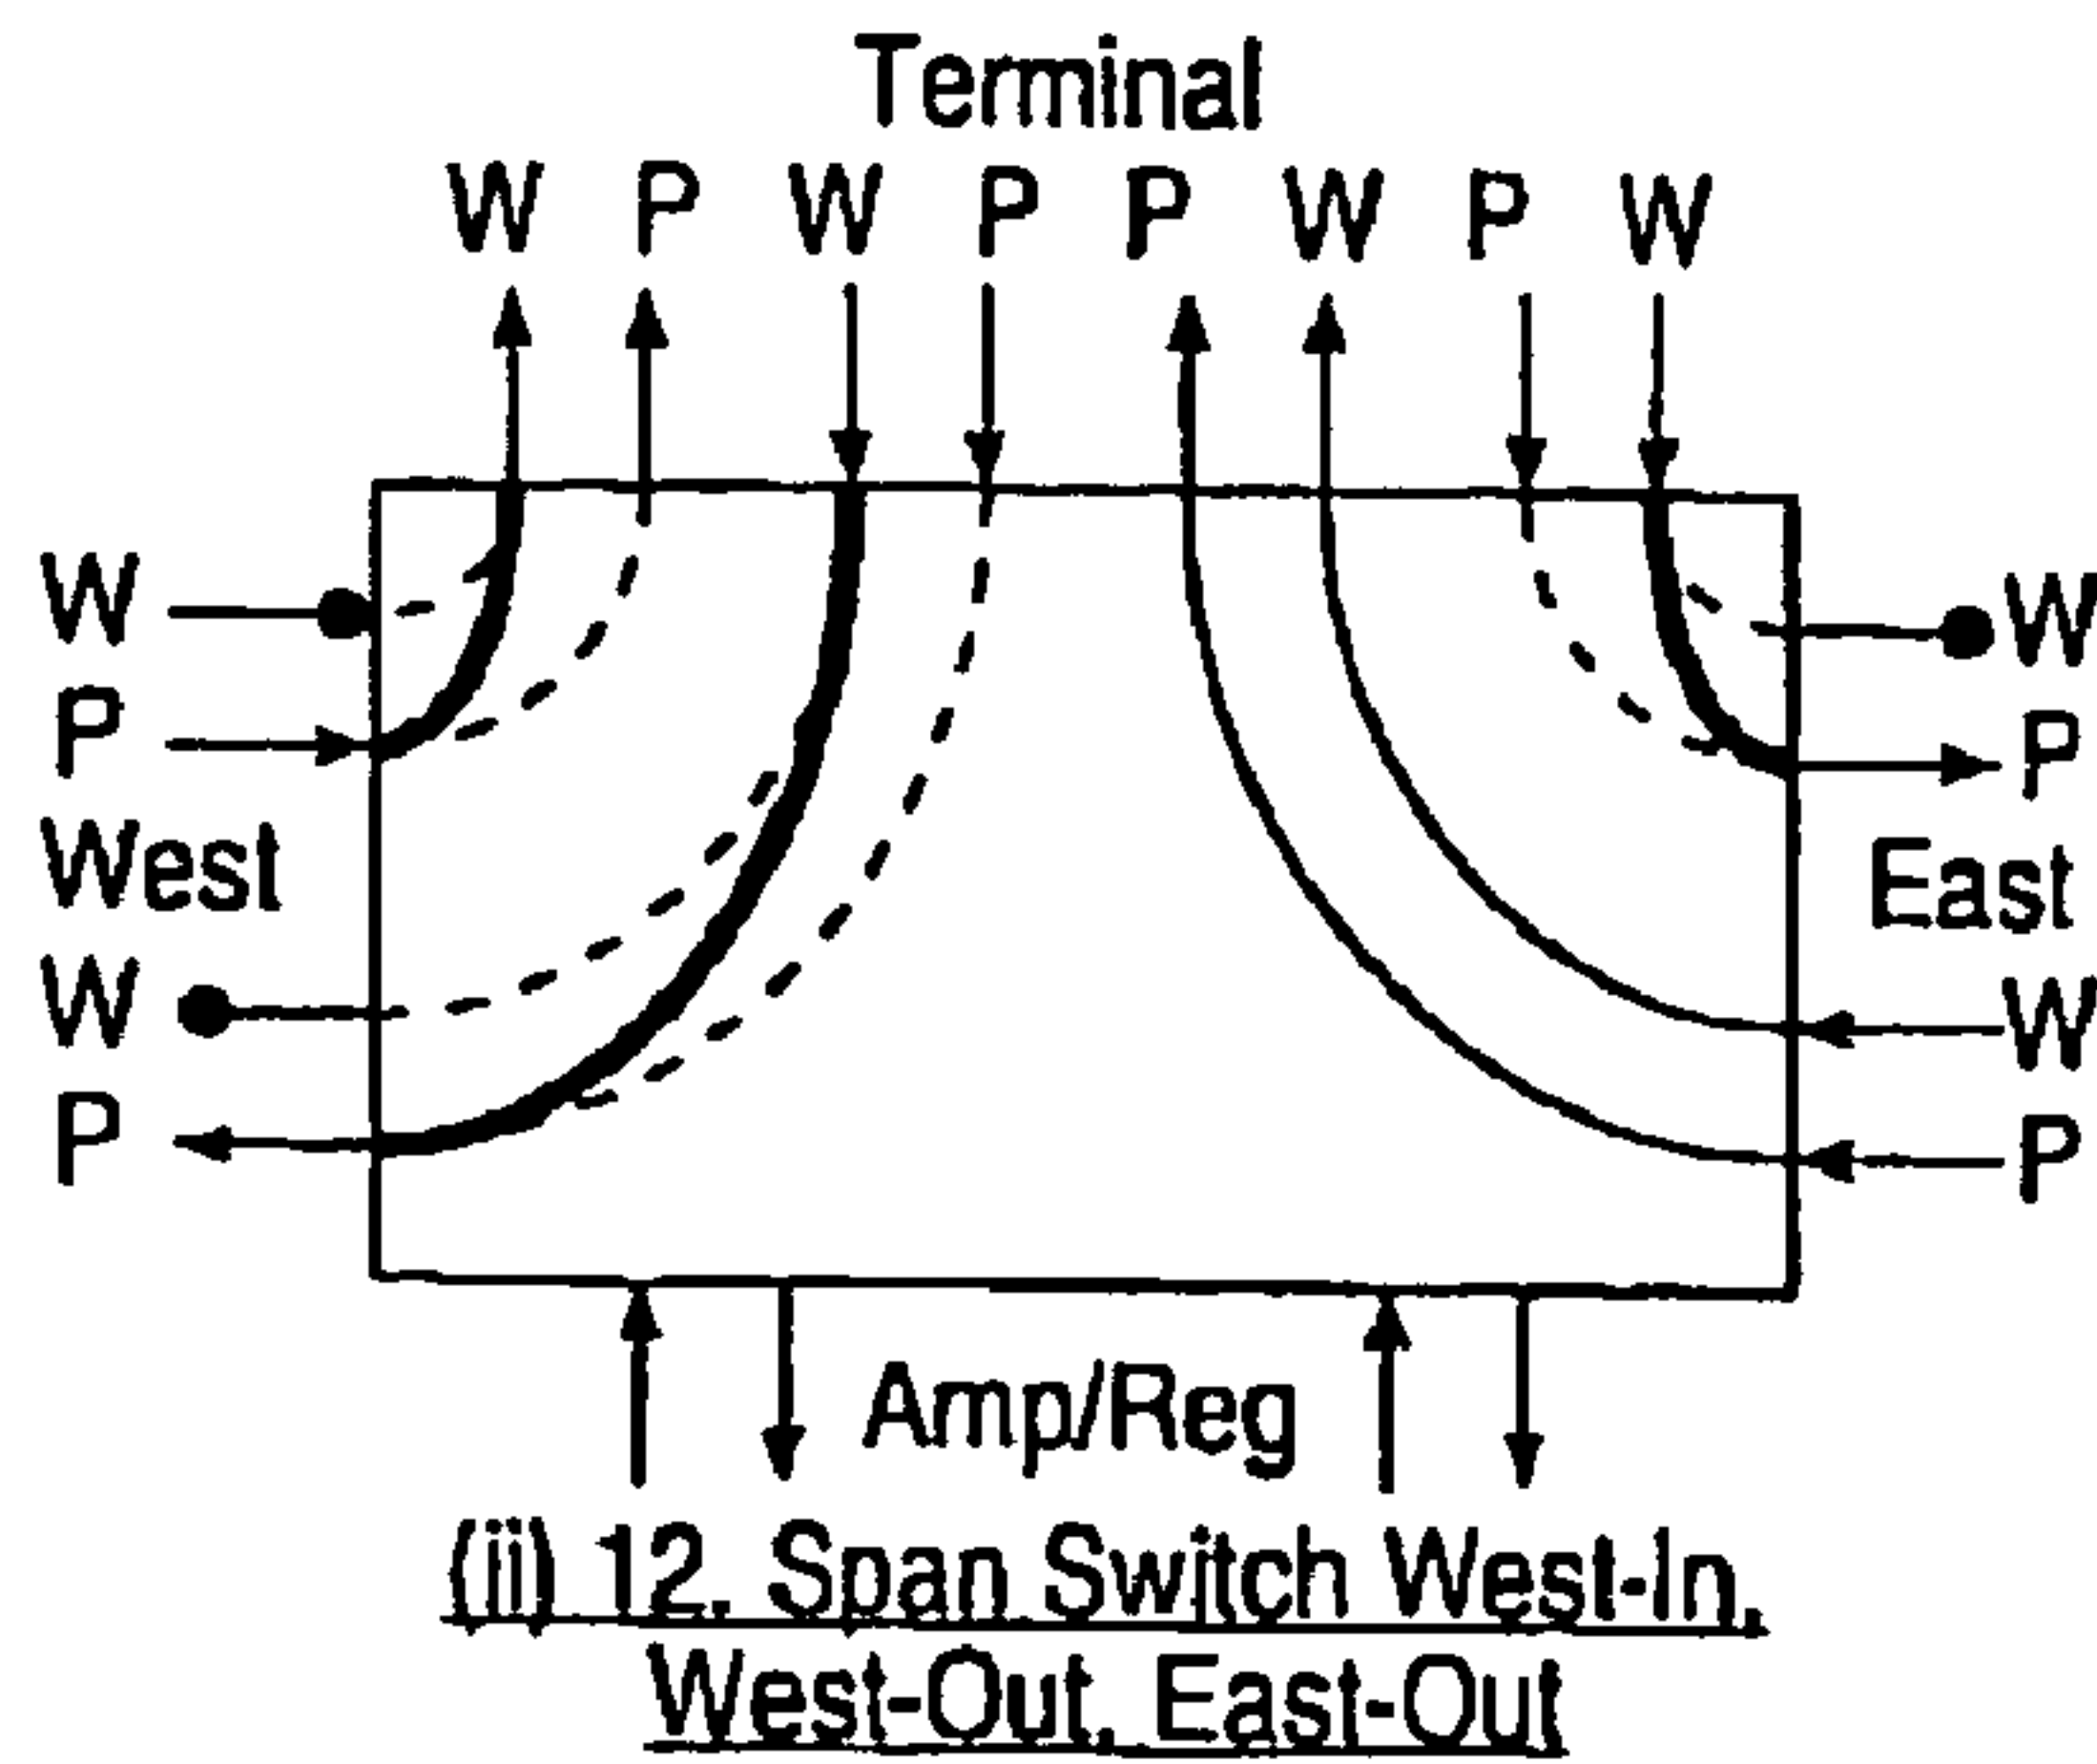 Terminal
W P W P P W P W
W W
P P
West East
W W
P P
Amp/Reg
(ii) 12. Span Switch West-In,
West-Out, East-Out